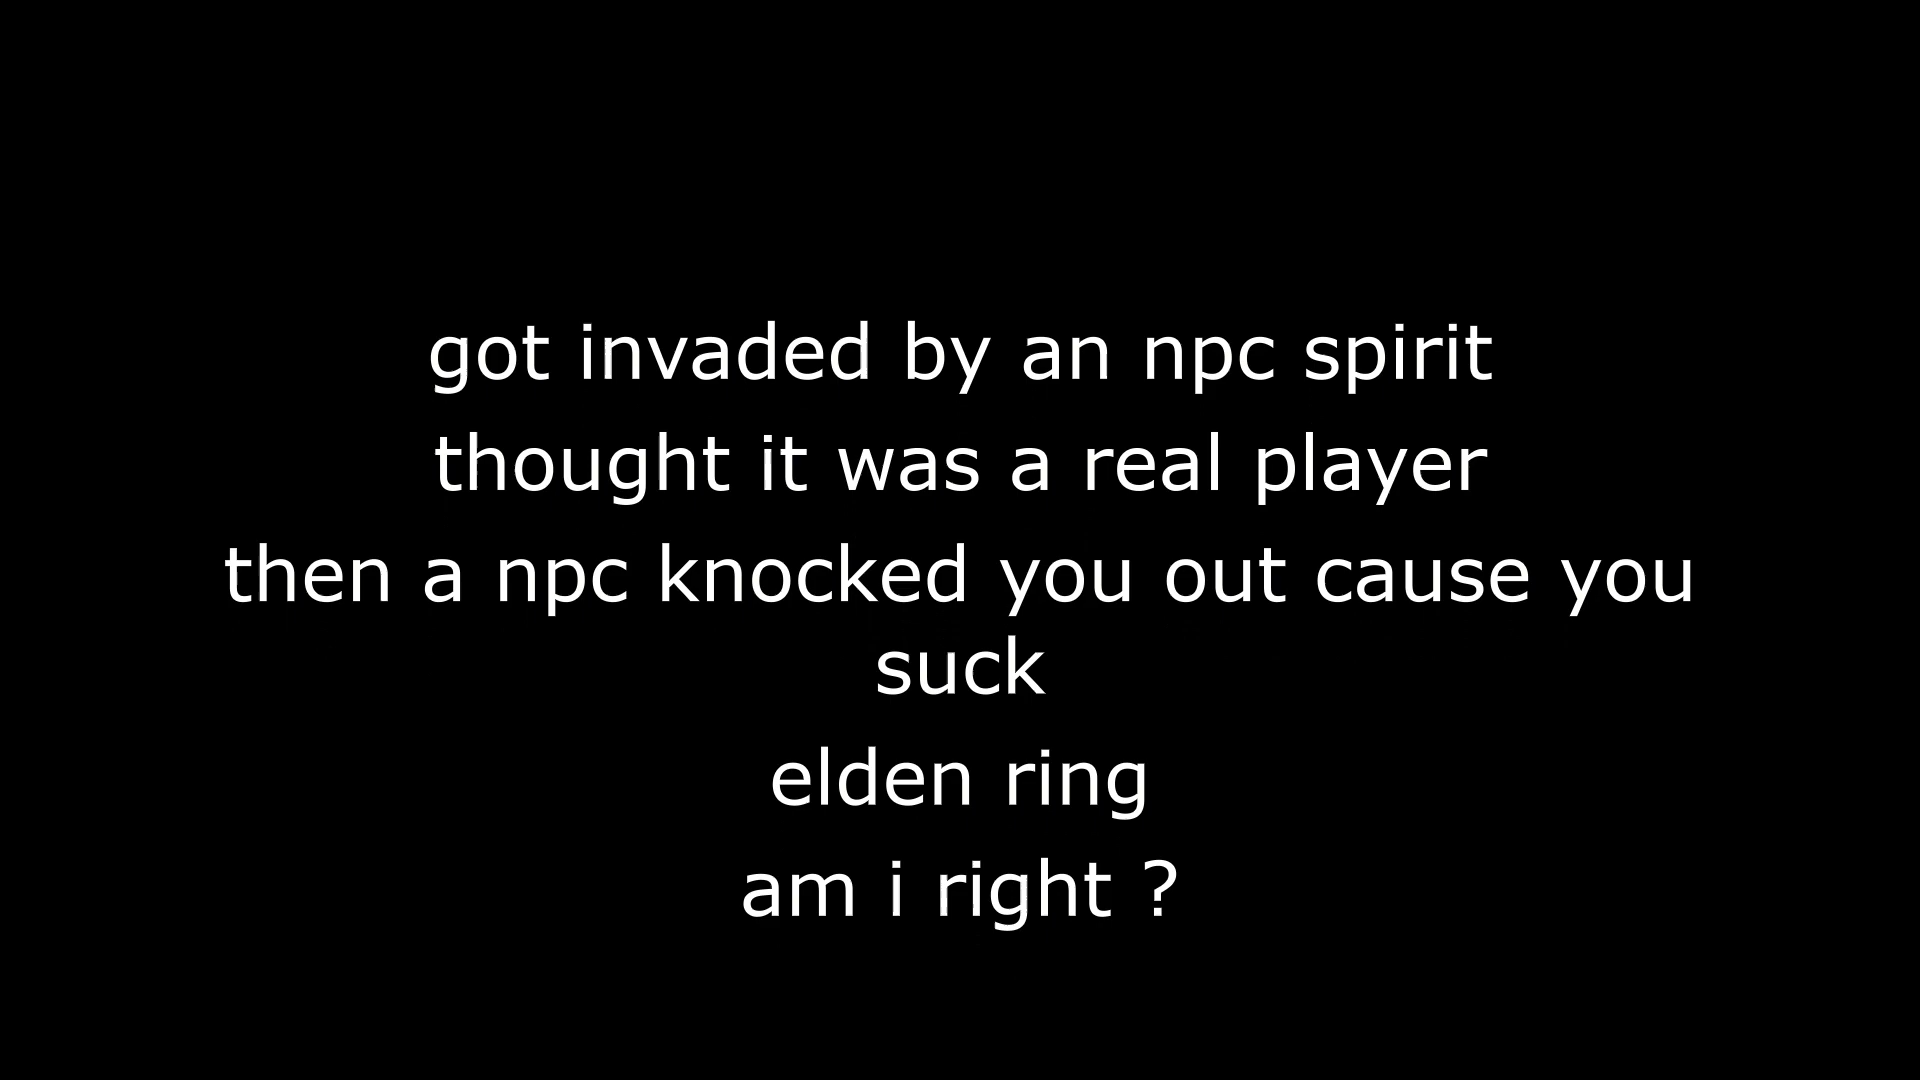 got invaded by an npc spirit
thought it was a real player
then a npc knocked you out cause you
suck
elden ring
am i right ?